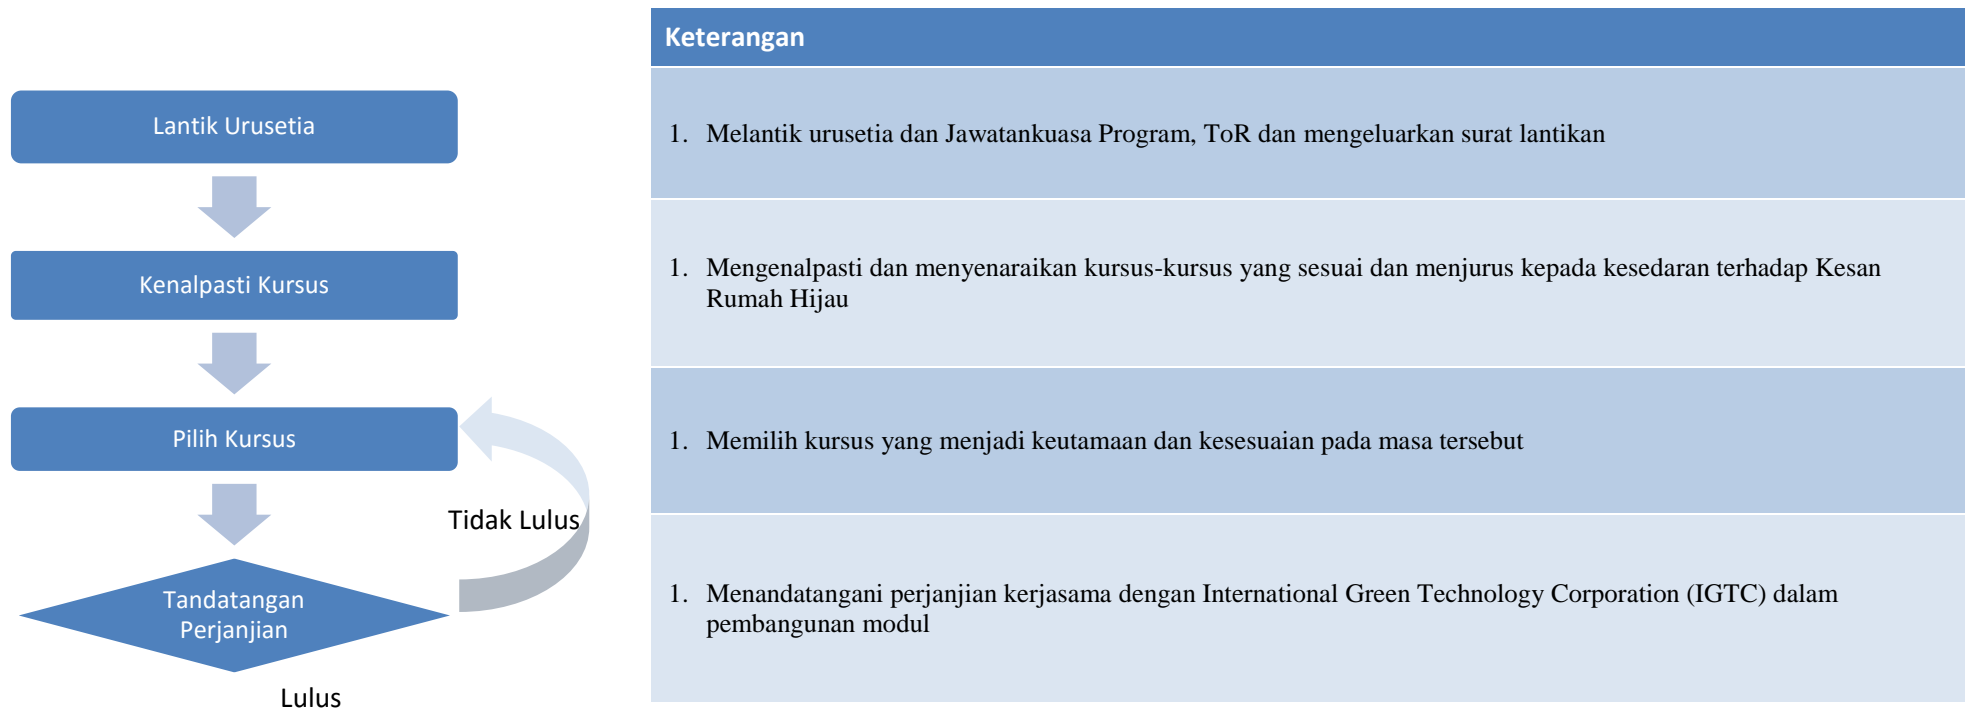 Keterangan
Lantik Urusetia
1. Melantik urusetia dan Jawatankuasa Program, ToR dan mengeluarkan surat lantikan
Kenalpasti Kursus
1. Mengenalpasti dan menyenaraikan kursus-kursus yang sesuai dan menjurus kepada kesedaran terhadap Kesan
Rumah Hijau
Pilih Kursus
1. Memilih kursus yang menjadi keutamaan dan kesesuaian pada masa tersebut
Tidak Lulus
Tandatangan
Perjanjian
1. Menandatangani perjanjian kerjasama dengan International Green Technology Corporation (IGTC) dalam
pembangunan modul
Lulus